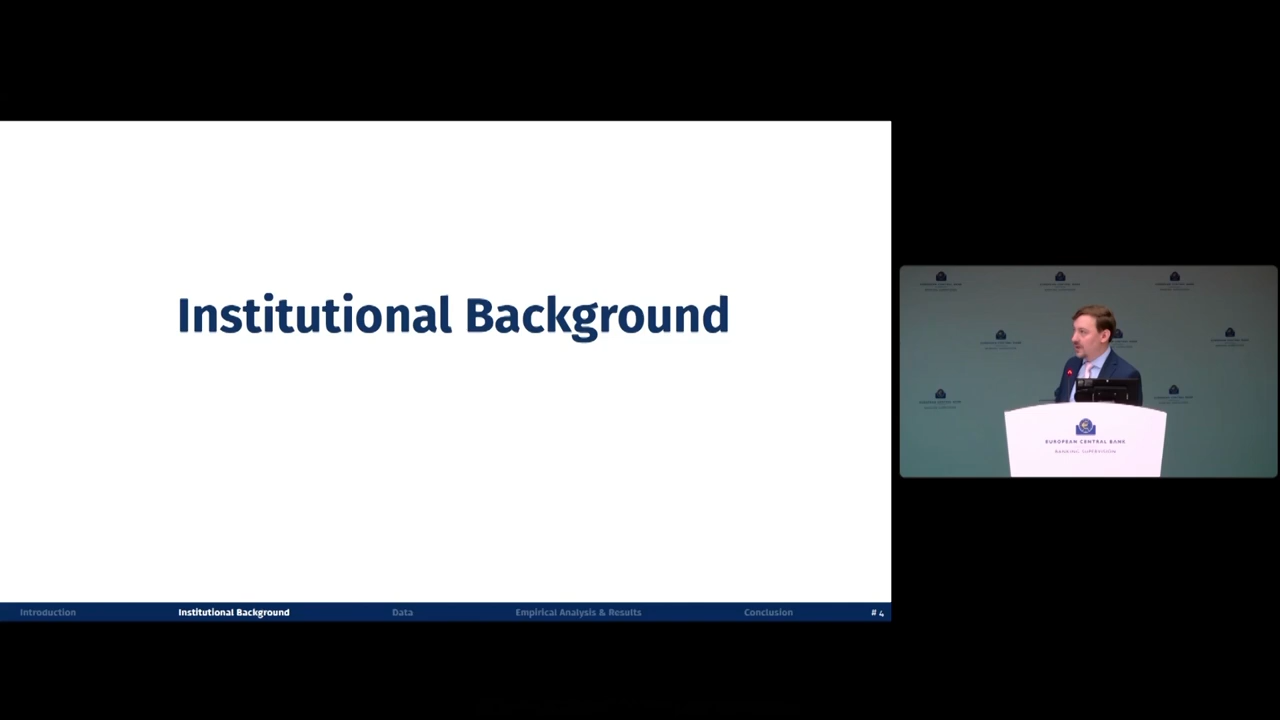 Institutional Background
Introduction
Institutional Background
Data
Empirical Analysis & Results
Conclusion
# 4
EUROPEAN CENTRAL BANK
BANKING SUPERVISION